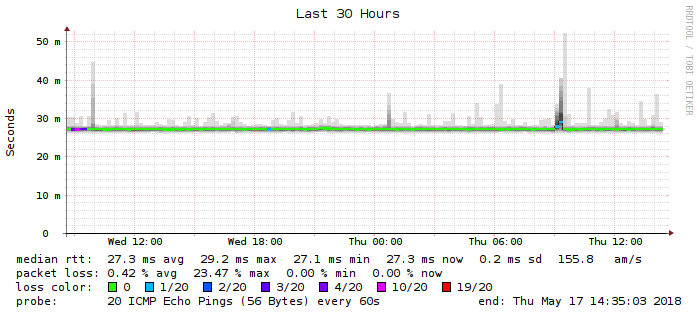 Last 30 Hours
RRDTOOL / TOBI OETIKER
Seconds
50 m
40 m
30 m
20 m
10 m
0
Wed 12:00 Wed 18:00 Thu 00:00 Thu 06:00 Thu 12:00
median rtt: 27.3 ms avg 29.2 ms max 27.1 ms min 27.3 ms now 0.2 ms sd 155.8 am/s
packet loss: 0.42 % avg 23.47 % max 0.00 % min 0.00 % now
loss color: 0 1/20 2/20 3/20 4/20 10/20 19/20
probe: 20 ICMP Echo Pings (56 Bytes) every 60s end: Thu May 17 14:35:03 2018